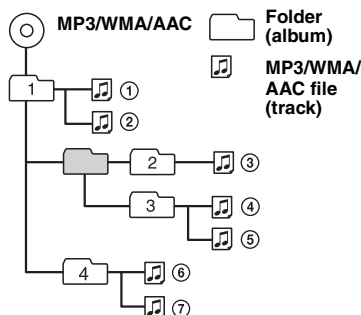 MP3/WMA/AAC
Folder
(album)
MP3/WMA/
AAC file
(track)
1
①
②
2
③
3
④
⑤
4
⑥
⑦